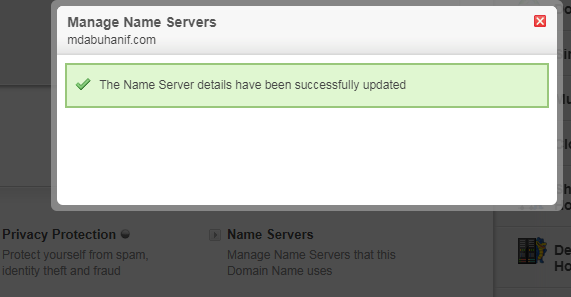 Manage Name Servers
mdabuhanif.com
The Name Server details have been successfully updated
Privacy Protection
Protect yourself from spam,
identity theft and fraud
Name Servers
Manage Name Servers that this
Domain Name uses
De
Ho